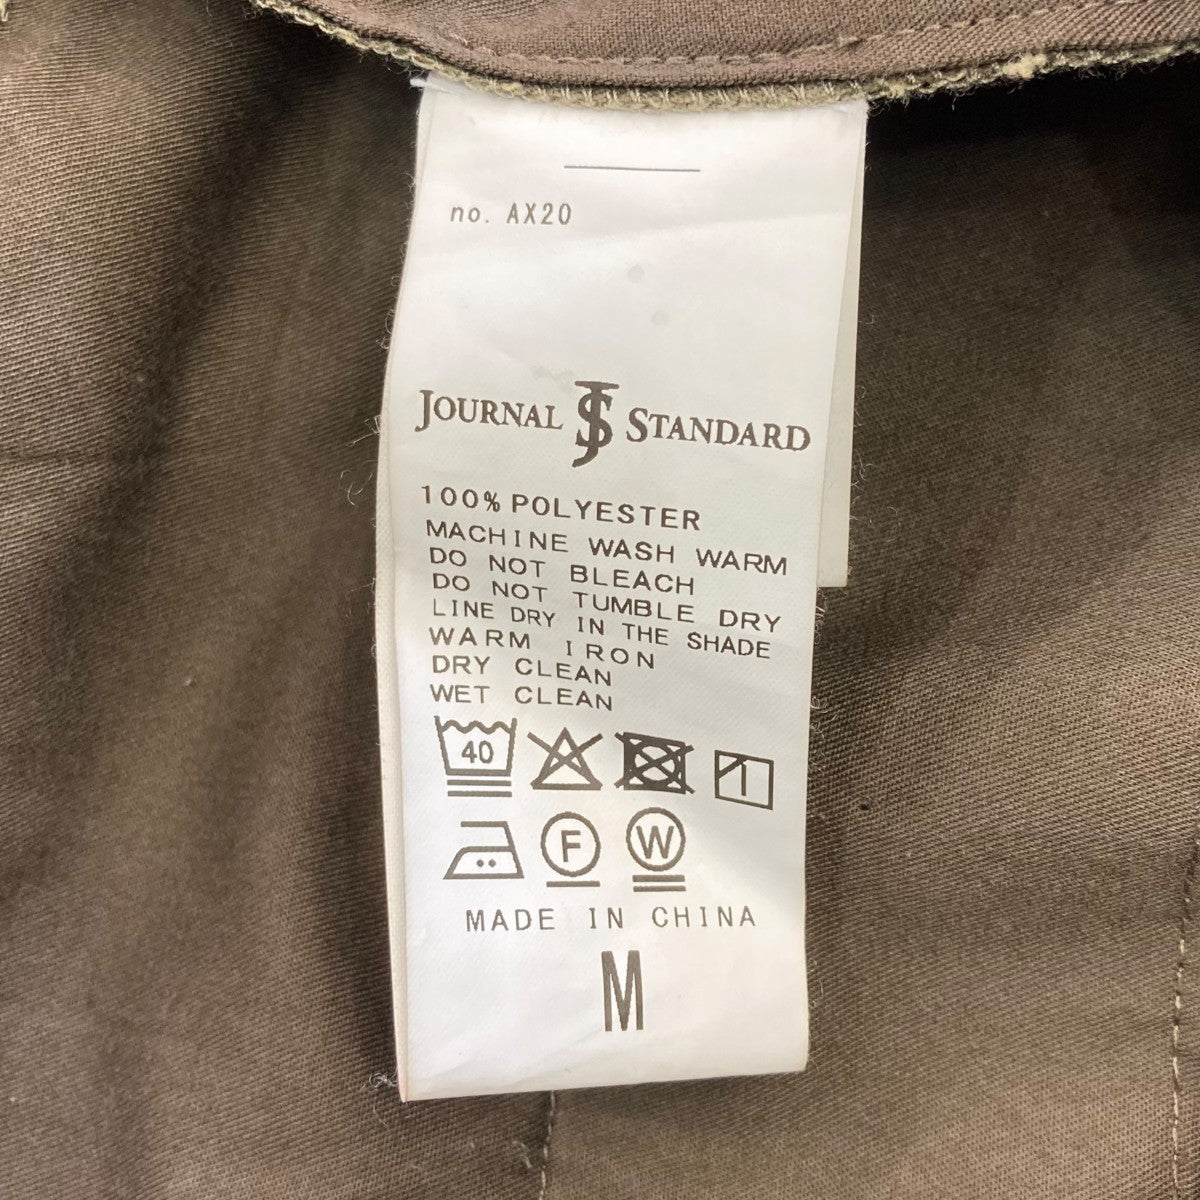 no. AX20
JOURNAL JS STANDARD
100% POLYESTER
MACHINE WASH WARM
DO NOT BLEACH
DO NOT TUMBLE DRY
LINE DRY IN THE SHADE
WARM IRON
DRY CLEAN
WET CLEAN
40
F W
MADE IN CHINA
M